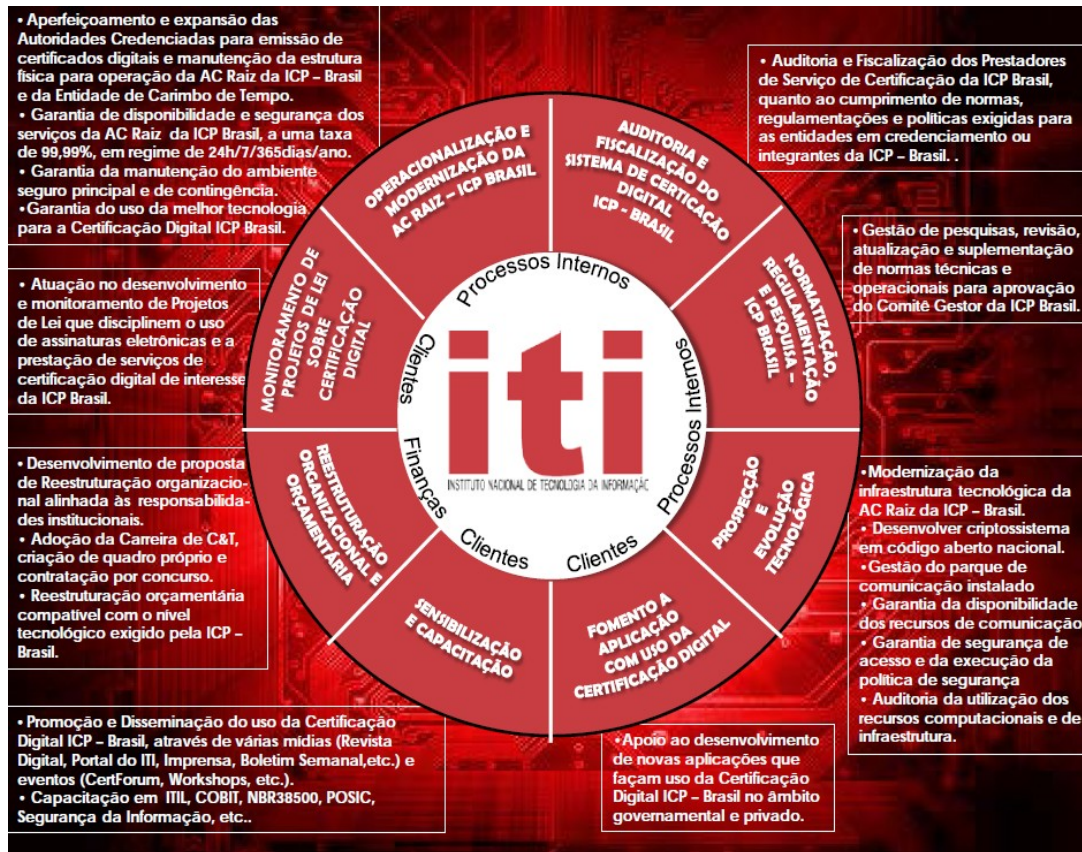 • Aperfeiçoamento e expansão das
Autoridades Credenciadas para emissão de
certificados digitais e manutenção da estrutura
física para operação da AC Raiz da ICP – Brasil
e da Entidade de Carimbo de Tempo.
• Garantia de disponibilidade e segurança dos
serviços da AC Raiz da ICP Brasil, a uma taxa
de 99,99%, em regime de 24h/7/365dias/ano.
• Garantia da manutenção do ambiente
seguro principal e de contingência.
•Garantia do uso da melhor tecnologia
para a Certificação Digital ICP Brasil.
• Auditoria e Fiscalização dos Prestadores
de Serviço de Certificação da ICP Brasil,
quanto ao cumprimento de normas,
regulamentações e políticas exigidas para
as entidades em credenciamento ou
integrantes da ICP – Brasil. .
OPERACIONALIZAÇÃO E
MODERNIZAÇÃO DA
AC RAIZ – ICP BRASIL
AUDITORIA E
FISCALIZAÇÃO DO
SISTEMA DE CERTICAÇÃO
DIGITAL
ICP - BRASIL
• Gestão de pesquisas, revisão,
atualização e suplementação
de normas técnicas e
operacionais para aprovação
do Comitê Gestor da ICP Brasil.
NORMATIZAÇÃO,
REGULAMENTAÇÃO
E PESQUISA –
ICP BRASIL
MONITORAMENTO DE
PROJETOS DE LEI
SOBRE
CERTIFICAÇÃO
DIGITAL
• Atuação no desenvolvimento
e monitoramento de Projetos
de Lei que disciplinem o uso
de assinaturas eletrônicas e a
prestação de serviços de
certificação digital de interesse
da ICP Brasil.
Processos Internos
Clientes
Processos Internos
iti
INSTITUTO NACIONAL DE TECNOLOGIA DA INFORMAÇÃO
Finanças
Clientes
Clientes
• Desenvolvimento de proposta
de Reestruturação organizacio-
nal alinhada às responsabilida-
des institucionais.
• Adoção da Carreira de C&T,
criação de quadro próprio e
contratação por concurso.
• Reestruturação orçamentária
compatível com o nível
tecnológico exigido pela ICP –
Brasil.
REESTRUTURAÇÃO
ORGANIZACIONAL E
ORÇAMENTÁRIA
PROSPECÇÃO
E
EVOLUÇÃO
TECNOLÓGICA
•Modernização da
infraestrutura tecnológica da
AC Raiz da ICP – Brasil.
• Desenvolver criptossistema
em código aberto nacional.
•Gestão do parque de
comunicação instalado
• Garantia da disponibilidade
dos recursos de comunicação
• Garantia de segurança de
acesso e da execução da
política de segurança
• Auditoria da utilização dos
recursos computacionais e de
infraestrutura.
SENSIBILIZAÇÃO
E CAPACITAÇÃO
FOMENTO A
APLICAÇÃO
COM USO DA
CERTIFICAÇÃO DIGITAL
• Promoção e Disseminação do uso da Certificação
Digital ICP – Brasil, através de várias mídias (Revista
Digital, Portal do ITI, Imprensa, Boletim Semanal,etc.) e
eventos (CertForum, Workshops, etc.).
• Capacitação em ITIL, COBIT, NBR38500, POSIC,
Segurança da Informação, etc..
• Apoio ao desenvolvimento
de novas aplicações que
façam uso da Certificação
Digital ICP – Brasil no âmbito
governamental e privado.